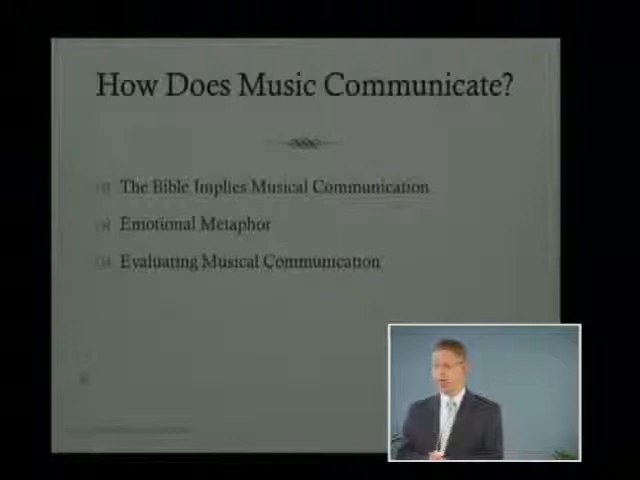 How Does Music Communicate?
The Bible Implies Musical Communication
Emotional Metaphor
Evaluating Musical Communication